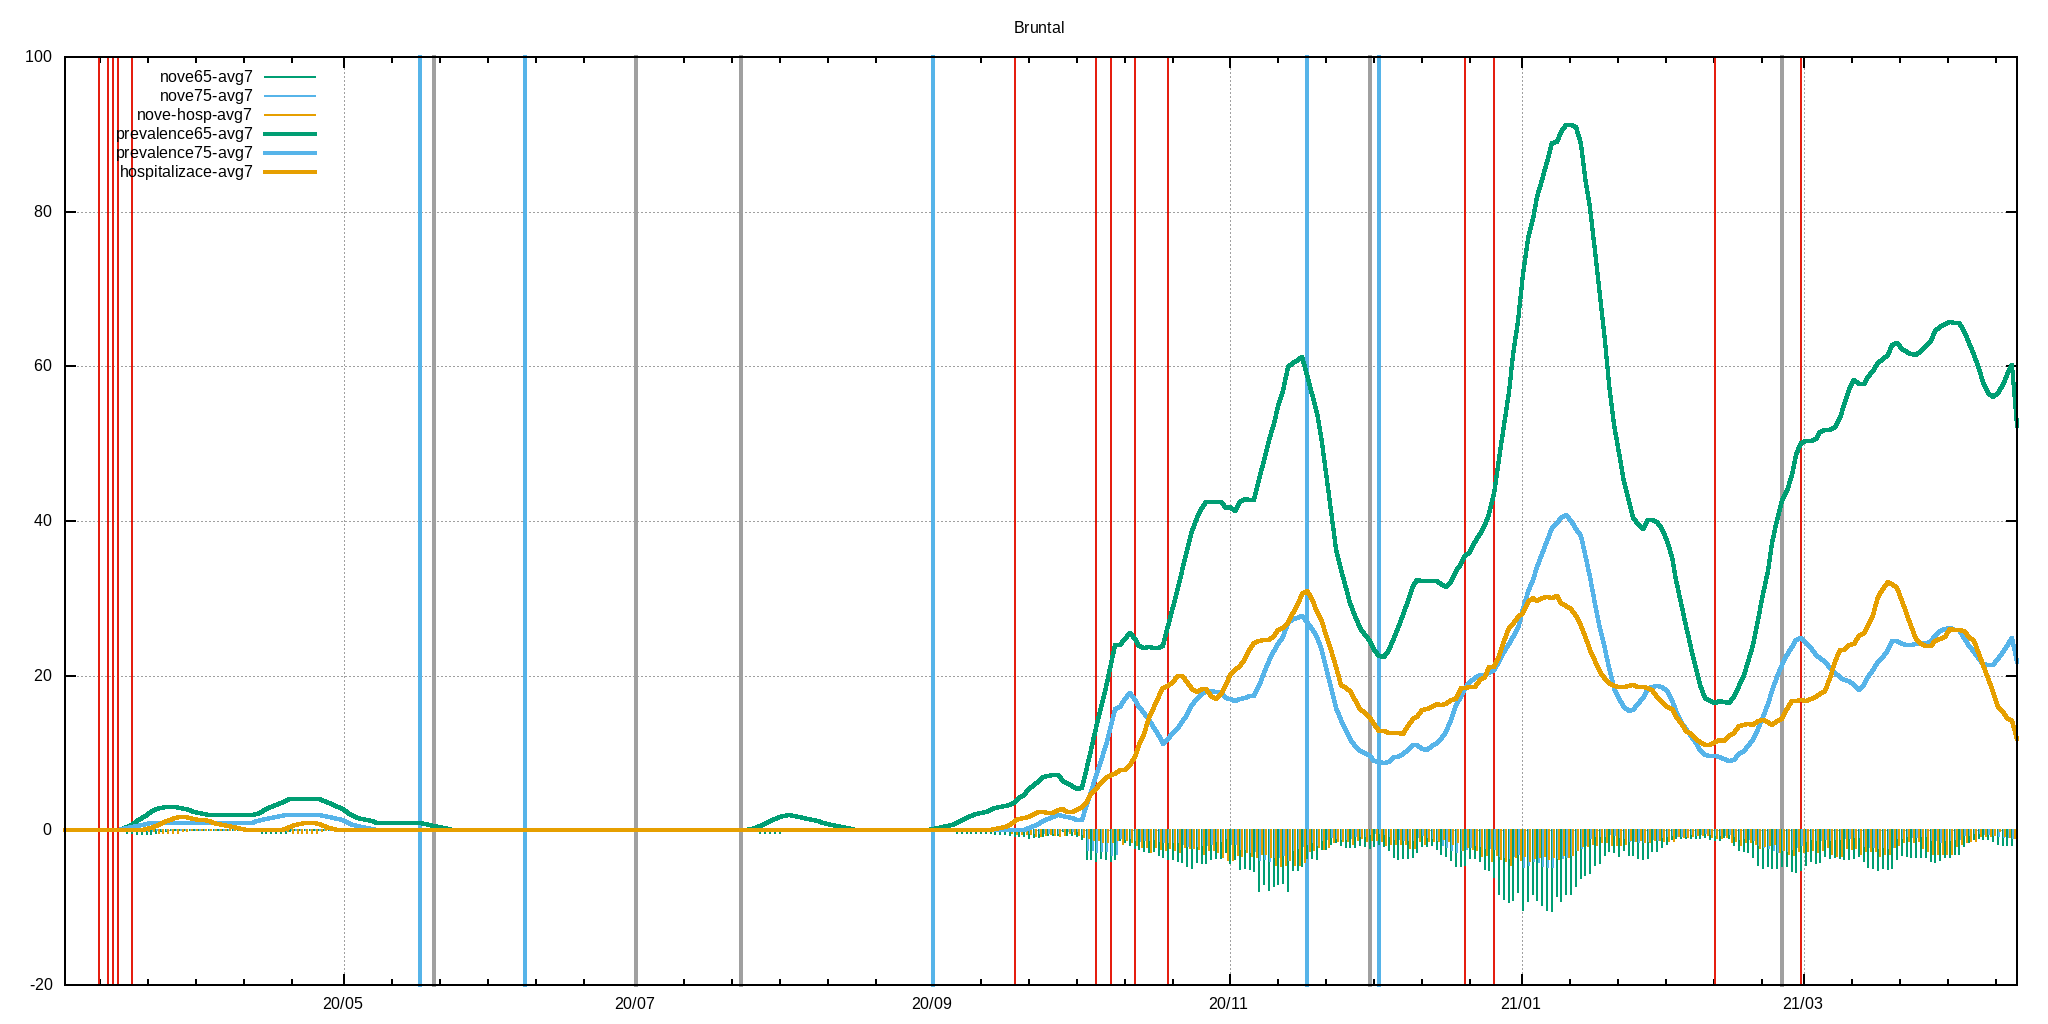 Bruntal
100
80
60
40
20
0
-20
nove65-avg7
nove75-avg7
nove-hosp-avg7
prevalence65-avg7
prevalence75-avg7
hospitalizace-avg7
20/05
20/07
20/09
20/11
21/01
21/03